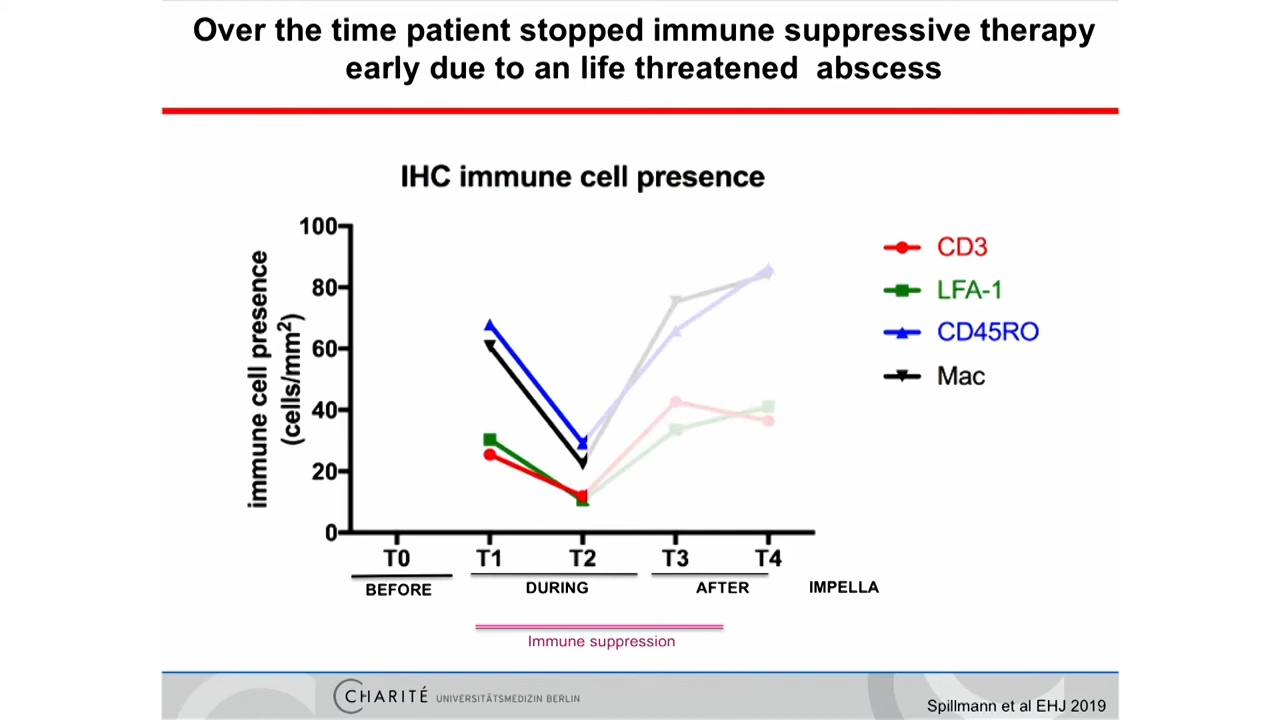 Over the time patient stopped immune suppressive therapy
early due to an life threatened abscess
IHC immune cell presence
immune cell presence
(cells/mm²)
100
80
60
40
20
0
T0 T1 T2 T3 T4
BEFORE DURING AFTER IMPELLA
Immune suppression
CD3
LFA-1
CD45RO
Mac
CHARITÉ UNIVERSITÄTSMEDIZIN BERLIN
Spillmann et al EHJ 2019